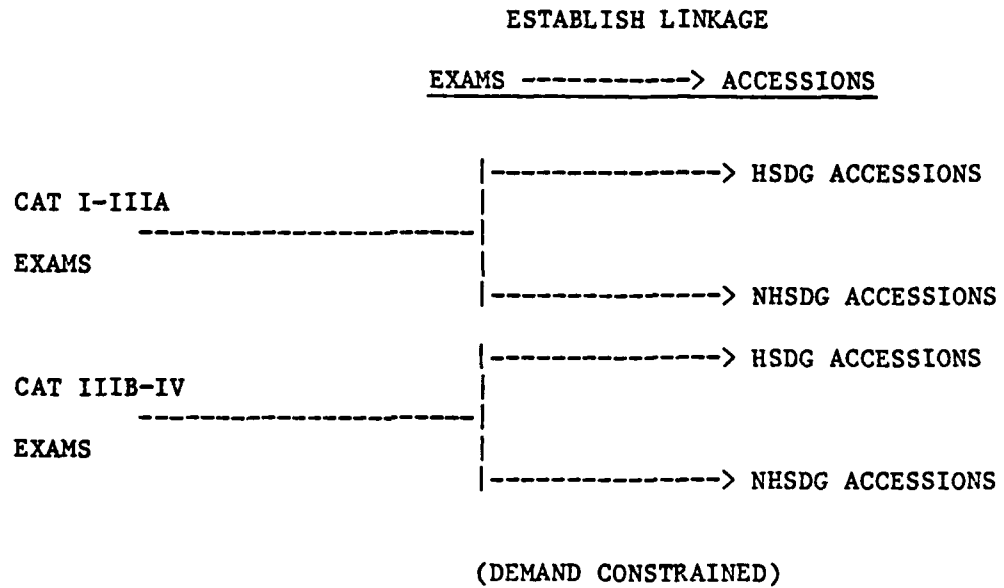 ESTABLISH LINKAGE
EXAMS -----------> ACCESSIONS
|-------------> HSDG ACCESSIONS
CAT I-IIIA
EXAMS
|-------------> NHSDG ACCESSIONS
|-------------> HSDG ACCESSIONS
CAT IIIB-IV
EXAMS
|-------------> NHSDG ACCESSIONS
(DEMAND CONSTRAINED)